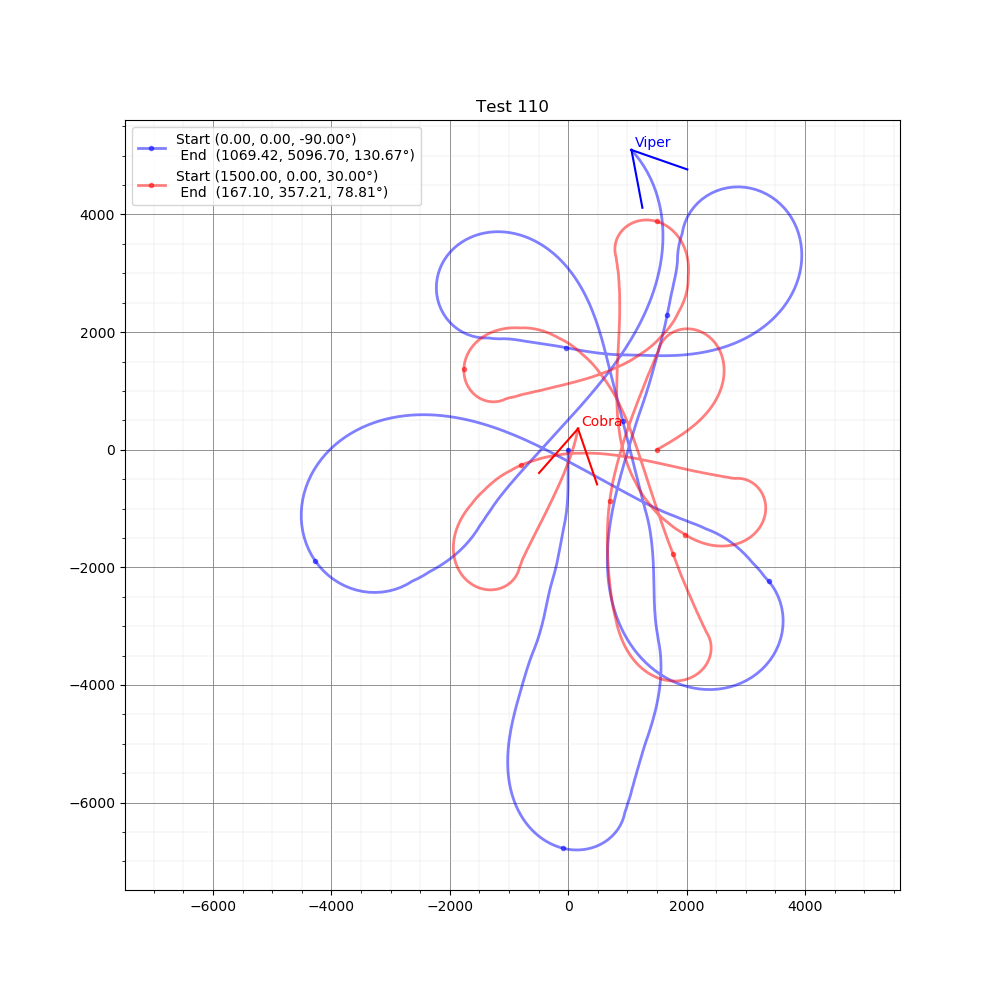 Test 110
Start (0.00, 0.00, -90.00°)
End (1069.42, 5096.70, 130.67°)
Start (1500.00, 0.00, 30.00°)
End (167.10, 357.21, 78.81°)
Viper
Cobra
4000
2000
0
−2000
−4000
−6000
−6000 −4000 −2000 0 2000 4000